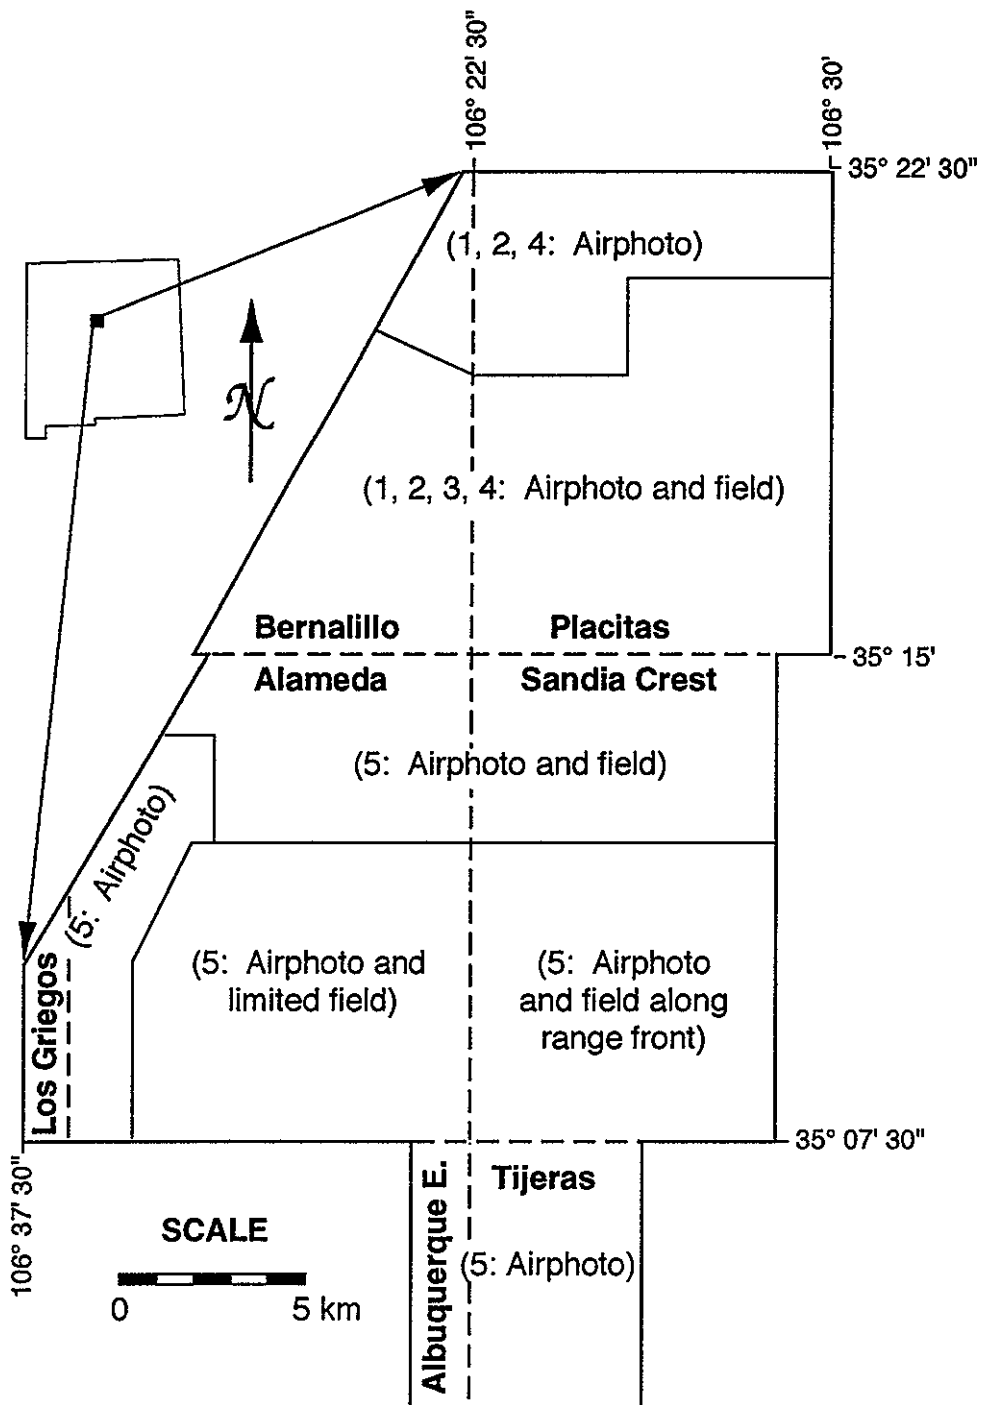 106° 22' 30"
106° 30'
35° 22' 30"
(1, 2, 4: Airphoto)
N
(1, 2, 3, 4: Airphoto and field)
Bernalillo
Placitas
35° 15'
Alameda
Sandia Crest
(5: Airphoto and field)
(5: Airphoto)
(5: Airphoto and
limited field)
(5: Airphoto
and field along
range front)
Los Griegos
35° 07' 30"
106° 37' 30"
Albuquerque E.
Tijeras
SCALE
(5: Airphoto)
0
5 km